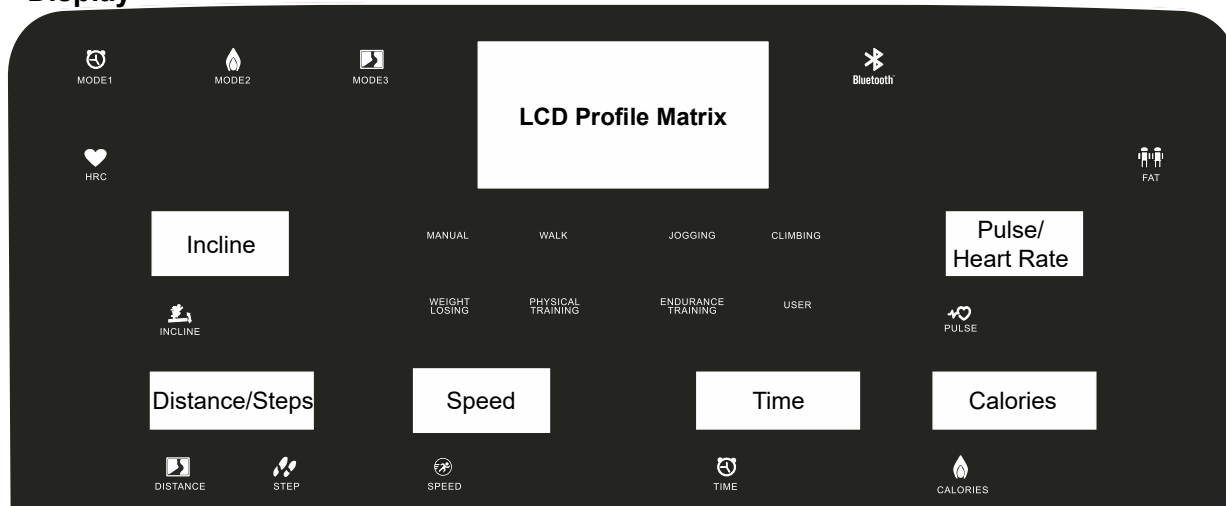 Display
MODE1 MODE2 MODE3
Bluetooth
LCD Profile Matrix
HRC
FAT
Incline
MANUAL WALK JOGGING CLIMBING
Pulse/
Heart Rate
WEIGHT
LOSING
PHYSICAL
TRAINING
ENDURANCE
TRAINING
USER
INCLINE
PULSE
Distance/Steps Speed Time Calories
DISTANCE STEP SPEED TIME CALORIES